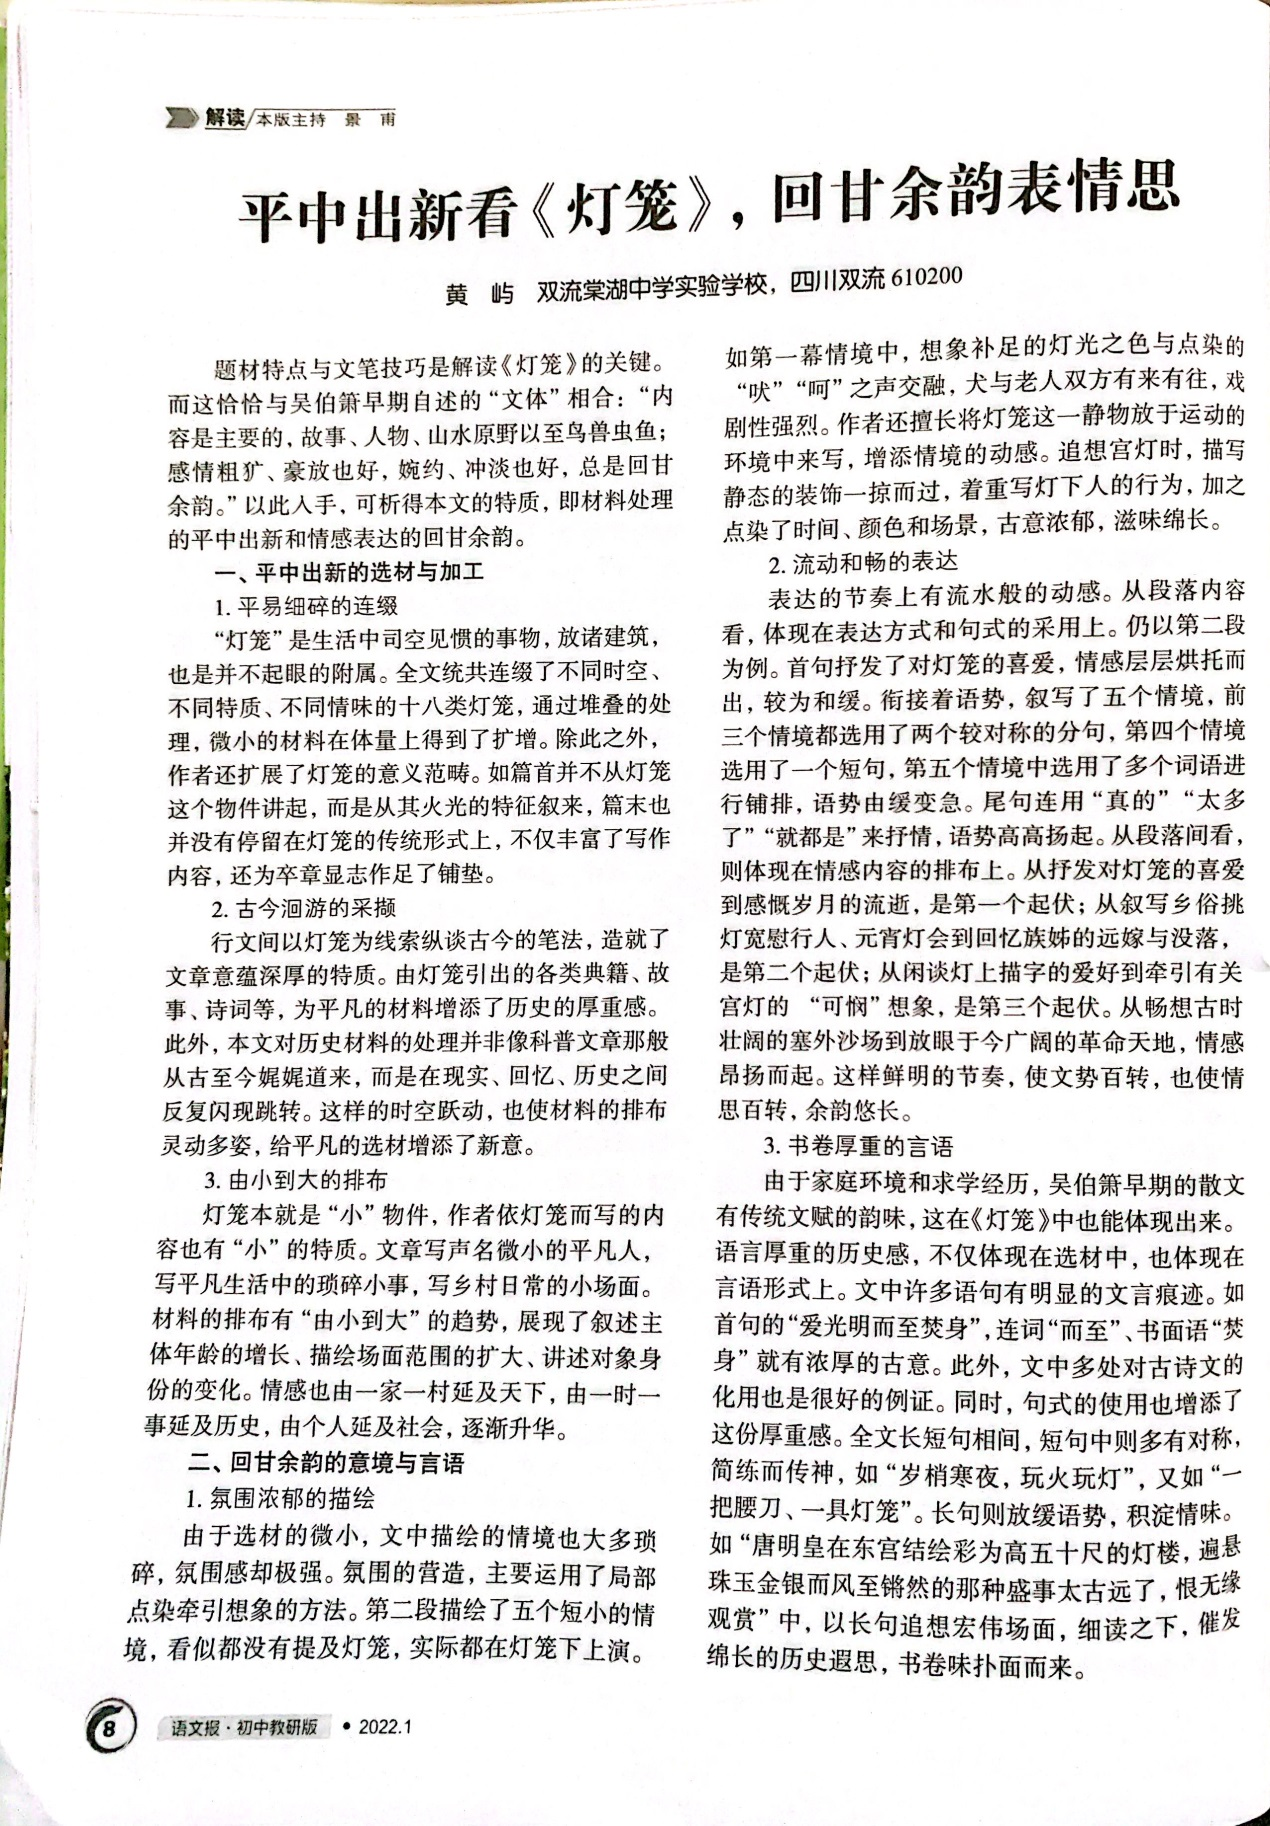 解读/本版主持 景 甫
平中出新看《灯笼》，回甘余韵表情思
黄 屿 双流棠湖中学实验学校，四川双流 610200
题材特点与文笔技巧是解读《灯笼》的关键。
而这恰恰与吴伯箫早期自述的“文体”相合：“内
容是主要的，故事、人物、山水原野以至鸟兽虫鱼；
感情粗犷、豪放也好，婉约、冲淡也好，总是回甘
余韵。”以此入手，可析得本文的特质，即材料处理
的平中出新和情感表达的回甘余韵。
一、平中出新的选材与加工
1. 平易细碎的连缀
“灯笼”是生活中司空见惯的事物，放诸建筑，
也是并不起眼的附属。全文统共连缀了不同时空、
不同特质、不同情味的十八类灯笼，通过堆叠的处
理，微小的材料在体量上得到了扩增。除此之外，
作者还扩展了灯笼的意义范畴。如篇首并不从灯笼
这个物件讲起，而是从其火光的特征叙来，篇末也
并没有停留在灯笼的传统形式上，不仅丰富了写作
内容，还为卒章显志作足了铺垫。
2. 古今洄游的采撷
行文间以灯笼为线索纵谈古今的笔法，造就了
文章意蕴深厚的特质。由灯笼引出的各类典籍、故
事、诗词等，为平凡的材料增添了历史的厚重感。
此外，本文对历史材料的处理并非像科普文章那般
从古至今娓娓道来，而是在现实、回忆、历史之间
反复闪现跳转。这样的时空跃动，也使材料的排布
灵动多姿，给平凡的选材增添了新意。
3. 由小到大的排布
灯笼本就是“小”物件，作者依灯笼而写的内
容也有“小”的特质。文章写声名微小的平凡人，
写平凡生活中的琐碎小事，写乡村日常的小场面。
材料的排布有“由小到大”的趋势，展现了叙述主
体年龄的增长、描绘场面范围的扩大、讲述对象身
份的变化。情感也由一家一村延及天下，由一时一
事延及历史，由个人延及社会，逐渐升华。
二、回甘余韵的意境与言语
1. 氛围浓郁的描绘
由于选材的微小，文中描绘的情境也大多琐
碎，氛围感却极强。氛围的营造，主要运用了局部
点染牵引想象的方法。第二段描绘了五个短小的情
境，看似都没有提及灯笼，实际都在灯笼下上演。
如第一幕情境中，想象补足的灯光之色与点染的
“吠”“呵”之声交融，犬与老人双方有来有往，戏
剧性强烈。作者还擅长将灯笼这一静物放于运动的
环境中来写，增添情境的动感。追想宫灯时，描写
静态的装饰一掠而过，着重写灯下人的行为，加之
点染了时间、颜色和场景，古意浓郁，滋味绵长。
2. 流动和畅的表达
表达的节奏上有流水般的动感。从段落内容
看，体现在表达方式和句式的采用上。仍以第二段
为例。首句抒发了对灯笼的喜爱，情感层层烘托而
出，较为和缓。衔接着语势，叙写了五个情境，前
三个情境都选用了两个较对称的分句，第四个情境
选用了一个短句，第五个情境中选用了多个词语进
行铺排，语势由缓变急。尾句连用“真的”“太多
了”“就都是”来抒情，语势高高扬起。从段落间看，
则体现在情感内容的排布上。从抒发对灯笼的喜爱
到感慨岁月的流逝，是第一个起伏；从叙写乡俗挑
灯宽慰行人、元宵灯会到回忆族姊的远嫁与没落，
是第二个起伏；从闲谈灯上描字的爱好到牵引有关
宫灯的 “可悯”想象，是第三个起伏。从畅想古时
壮阔的塞外沙场到放眼于今广阔的革命天地，情感
昂扬而起。这样鲜明的节奏，使文势百转，也使情
思百转，余韵悠长。
3. 书卷厚重的言语
由于家庭环境和求学经历，吴伯箫早期的散文
有传统文赋的韵味，这在《灯笼》中也能体现出来。
语言厚重的历史感，不仅体现在选材中，也体现在
言语形式上。文中许多语句有明显的文言痕迹。如
首句的“爱光明而至焚身”，连词“而至”、书面语“焚
身”就有浓厚的古意。此外，文中多处对古诗文的
化用也是很好的例证。同时，句式的使用也增添了
这份厚重感。全文长短句相间，短句中则多有对称，
简练而传神，如“岁梢寒夜，玩火玩灯”，又如“一
把腰刀、一具灯笼”。长句则放缓语势，积淀情味。
如“唐明皇在东宫结绘彩为高五十尺的灯楼，遍悬
珠玉金银而风至锵然的那种盛事太古远了，恨无缘
观赏”中，以长句追想宏伟场面，细读之下，催发
绵长的历史遐思，书卷味扑面而来。
8 语文报·初中教研版 • 2022.1